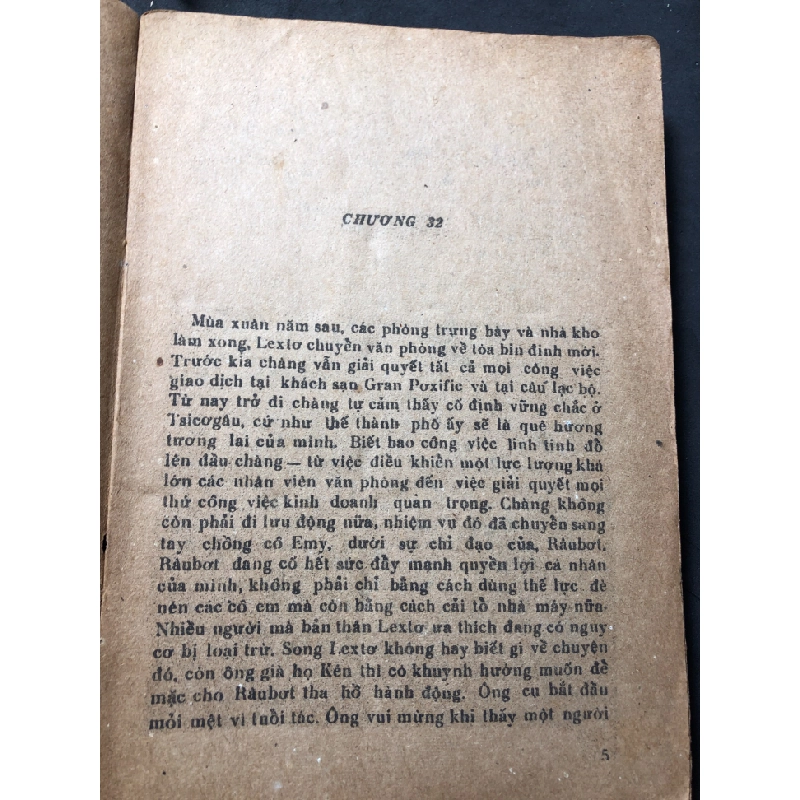 CHƯƠNG 32
Mùa xuân năm sau, các phòng trưng bày và nhà kho
làm xong, Lextơ chuyển văn phòng về tòa bin đinh mới.
Trước kia chàng vẫn giải quyết tất cả mọi công việc
giao dịch tại khách sạn Gran Paxific và tại câu lạc bộ.
Từ nay trở đi chàng tự cảm thấy cố định vững chắc ở
Tsicơgâu, cứ như thể thành phố ấy sẽ là quê hương
tương lai của mình. Biết bao công việc linh tinh đổ
lên đầu chàng — từ việc điều khiển một lực lượng khá
lớn các nhân viên văn phòng đến việc giải quyết mọi
thứ công việc kinh doanh quan trọng. Chàng không
còn phải đi lưu động nữa, nhiệm vụ đó đã chuyển sang
tay chồng cô Emy, dưới sự chỉ đạo của, Râubơt.
Râubơt đang cố hết sức đẩy mạnh quyền lợi cá nhân
của mình, không phải chỉ bằng cách dùng thế lực đè
nén các cô em mà còn bằng cách cải tổ nhà máy nữa.
Nhiều người mà bản thân Lextơ ưa thích đang có nguy
cơ bị loại trừ. Song Lextơ không hay biết gì về chuyện
đó, còn ông già họ Kên thì có khuynh hướng muốn để
mặc cho Râubơt tha hồ hành động. Ông cụ bắt đầu
mỏi mệt vì tuổi tác. Ông vui mừng khi thấy một người
5